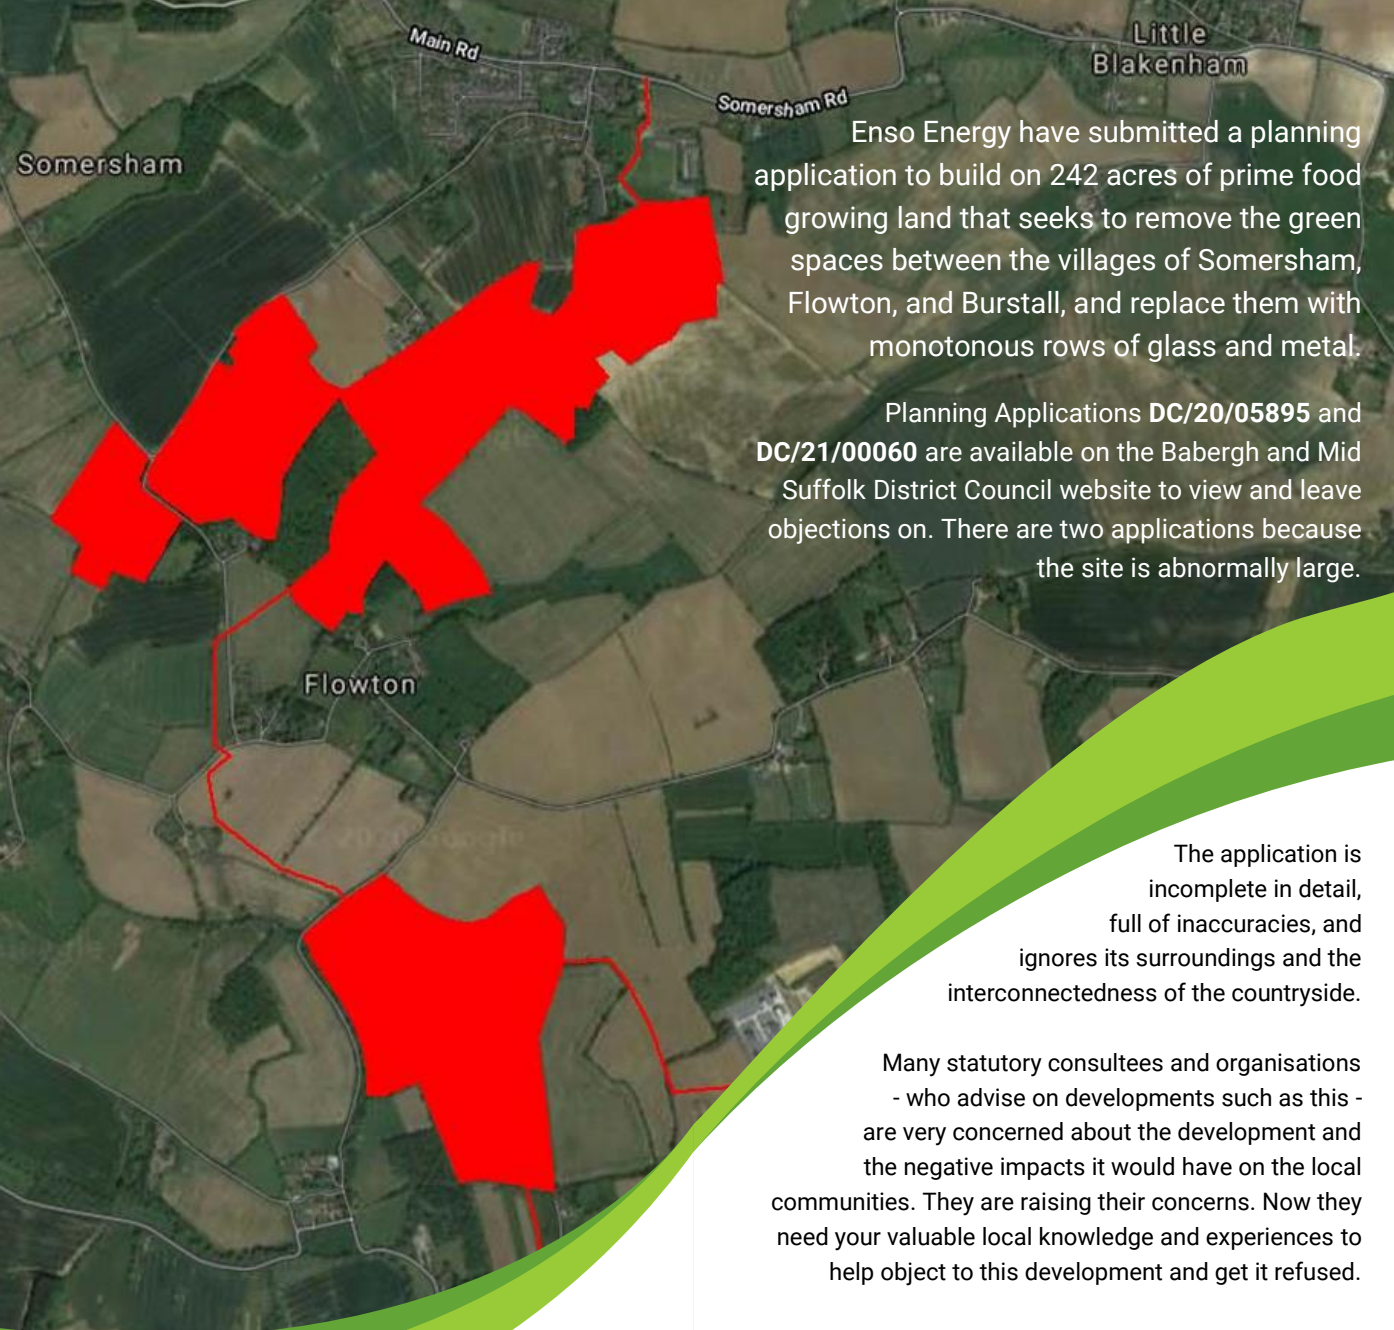 Main Rd
Little
Blakenham
Somersham Rd
Somersham
Enso Energy have submitted a planning
application to build on 242 acres of prime food
growing land that seeks to remove the green
spaces between the villages of Somersham,
Flowton, and Burstall, and replace them with
monotonous rows of glass and metal.
Planning Applications DC/20/05895 and
DC/21/00060 are available on the Babergh and Mid
Suffolk District Council website to view and leave
objections on. There are two applications because
the site is abnormally large.
Flowton
The application is
incomplete in detail,
full of inaccuracies, and
ignores its surroundings and the
interconnectedness of the countryside.
Many statutory consultees and organisations
- who advise on developments such as this -
are very concerned about the development and
the negative impacts it would have on the local
communities. They are raising their concerns. Now they
need your valuable local knowledge and experiences to
help object to this development and get it refused.